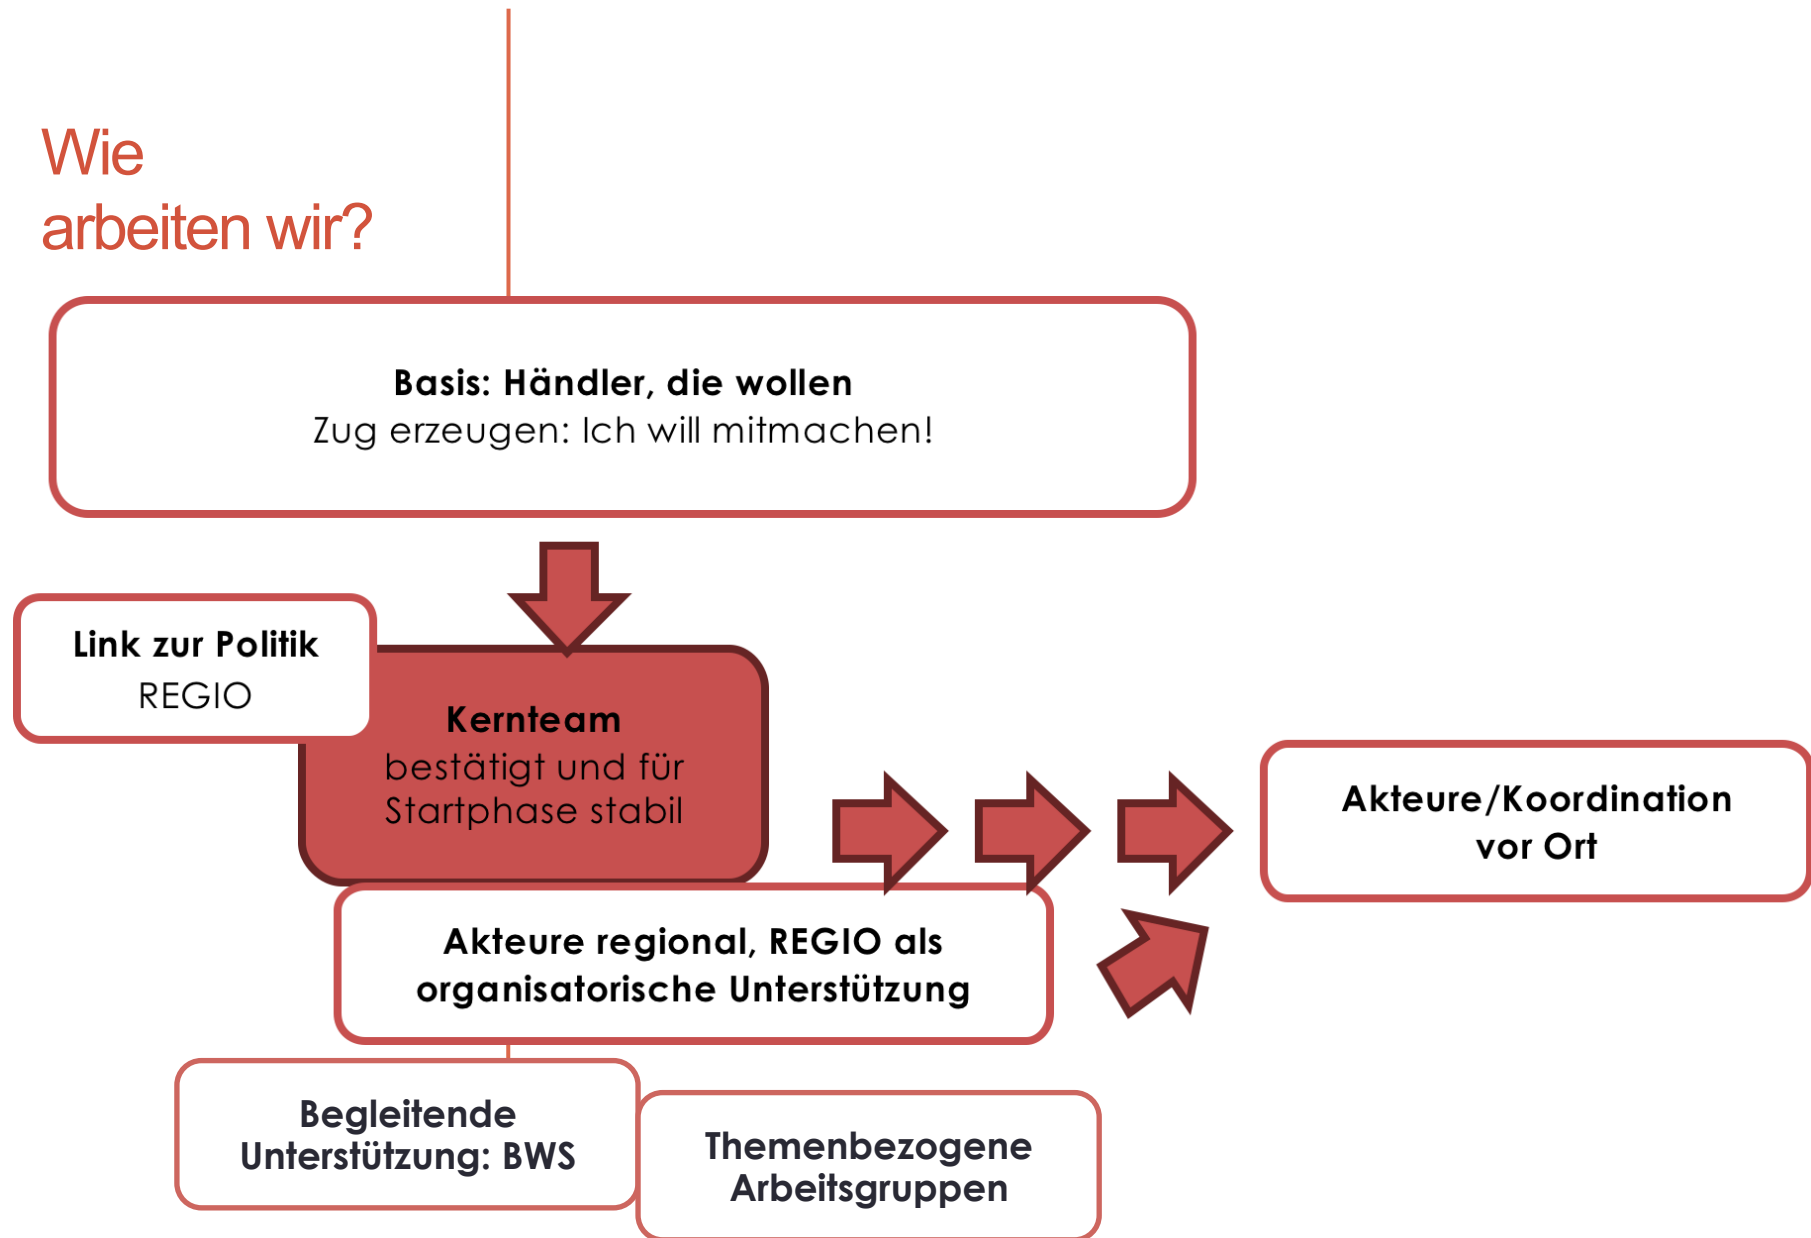 Wie
arbeiten wir?
Basis: Händler, die wollen
Zug erzeugen: Ich will mitmachen!
Link zur Politik
REGIO
Kernteam
bestätigt und für
Startphase stabil
Akteure/Koordination
vor Ort
Akteure regional, REGIO als
organisatorische Unterstützung
Begleitende
Unterstützung: BWS
Themenbezogene
Arbeitsgruppen